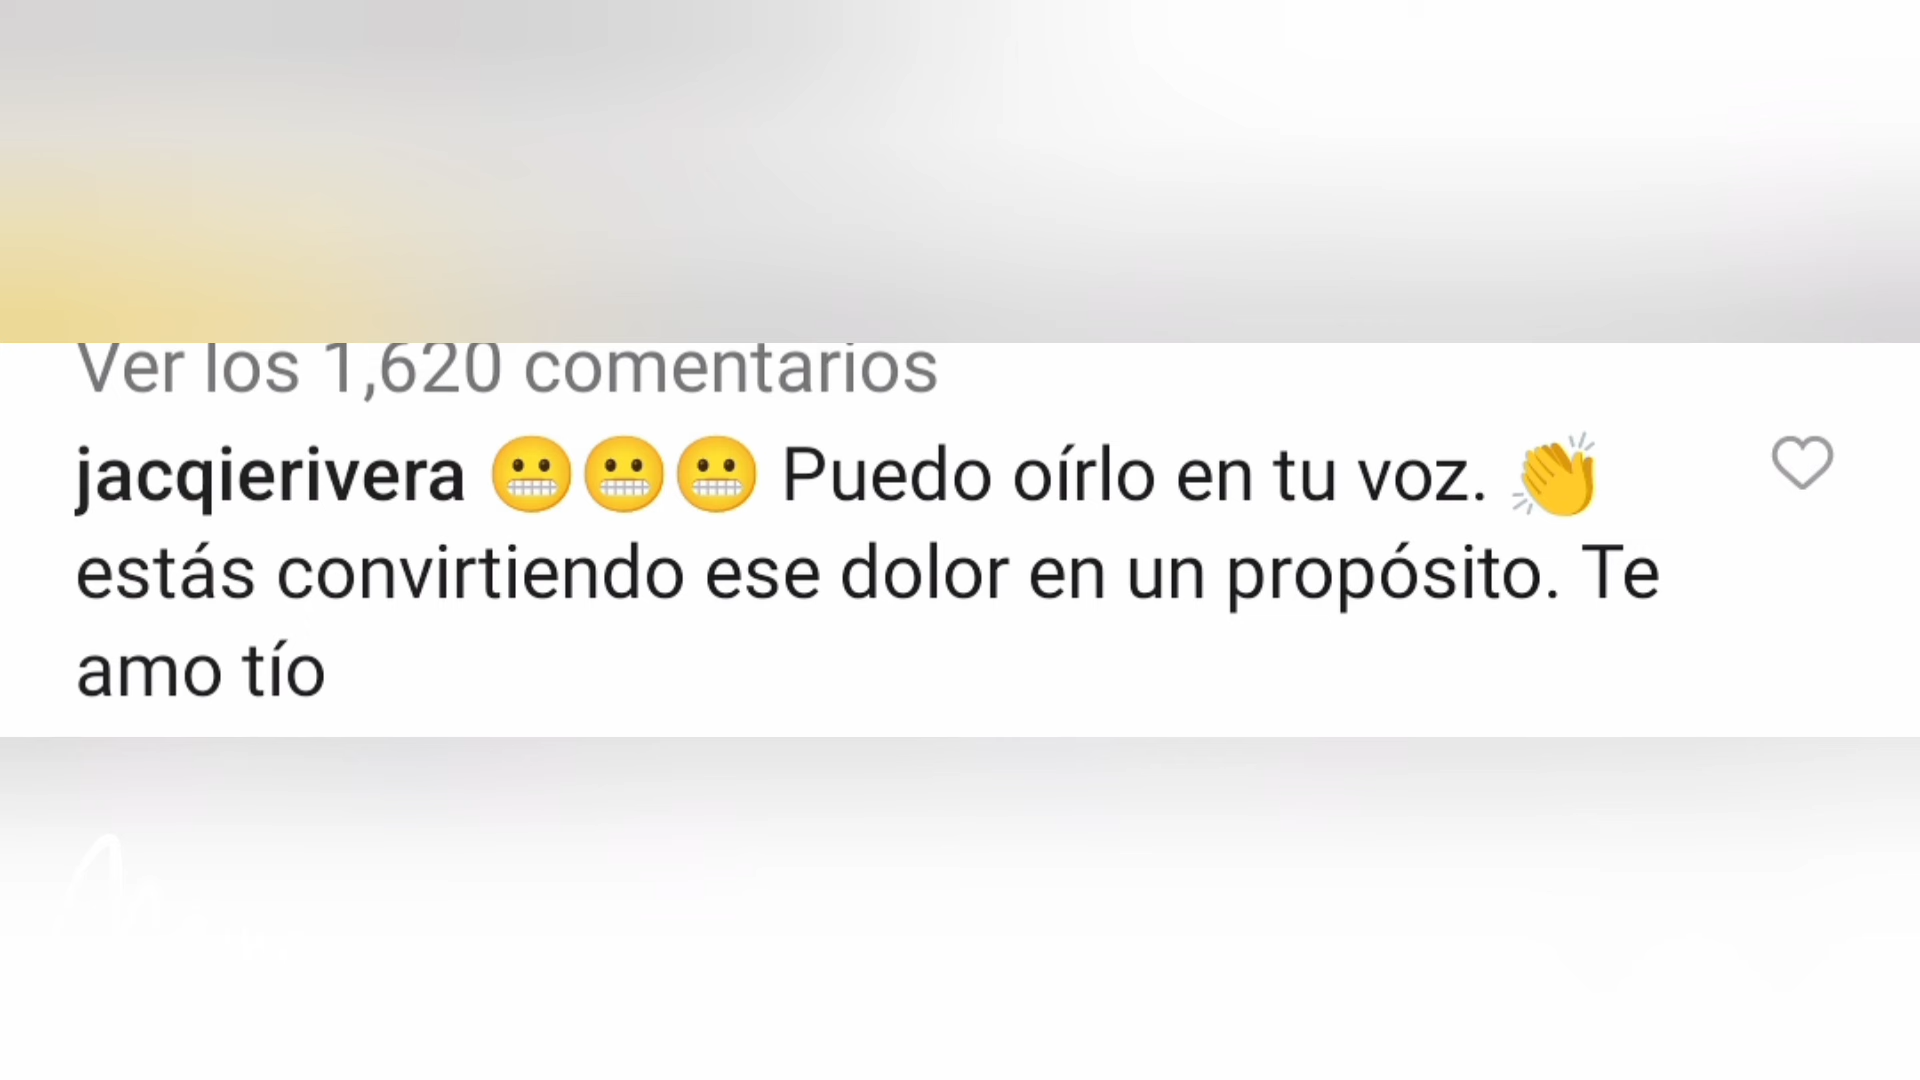 Ver los 1,620 comentarios
jacqierivera 😬😬😬 Puedo oírlo en tu voz. 👏
estás convirtiendo ese dolor en un propósito. Te
amo tío